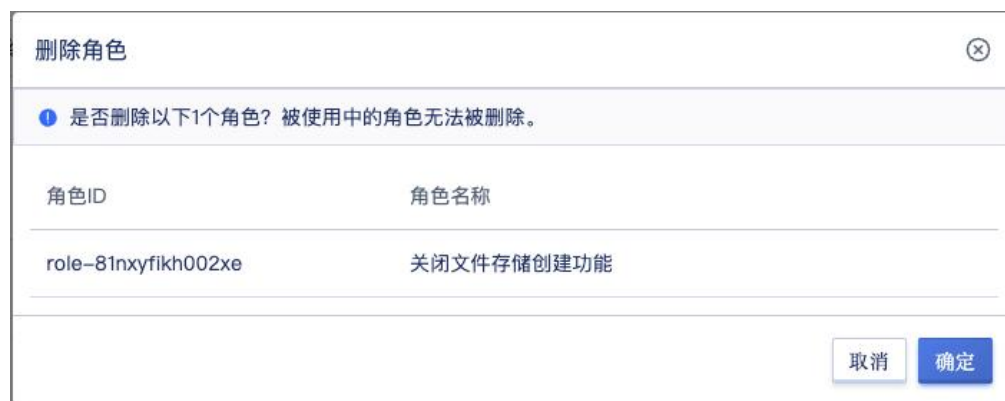 删除角色
是否删除以下1个角色？被使用中的角色无法被删除。
角色ID 角色名称
role-81nxyfikh002xe 关闭文件存储创建功能
取消 确定